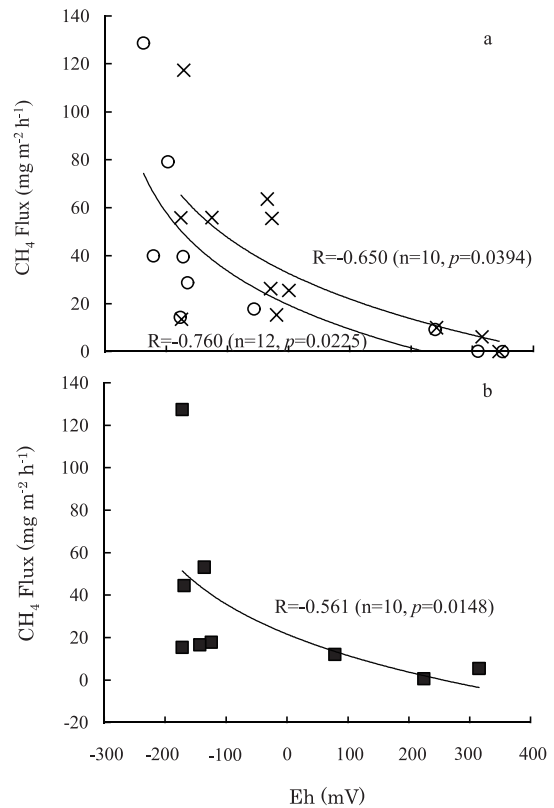 a
140
120
100
80
60
40
20
0
CH₄ Flux (mg m⁻² h⁻¹)
R=-0.650 (n=10, p=0.0394)
R=-0.760 (n=12, p=0.0225)
b
140
120
100
80
60
40
20
0
-20
CH₄ Flux (mg m⁻² h⁻¹)
R=-0.561 (n=10, p=0.0148)
-300 -200 -100 0 100 200 300 400
Eh (mV)